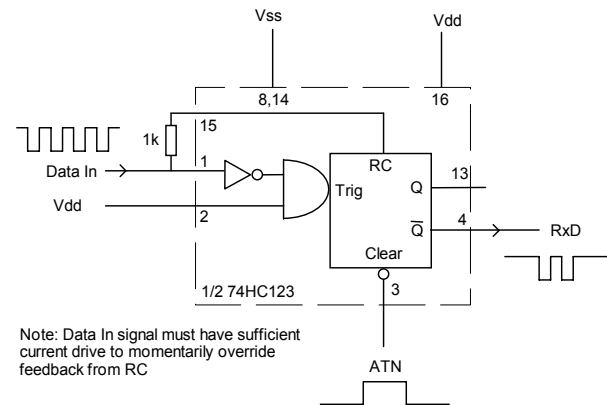 Vss
Vdd
8,14
16
15
1k
RC
13
Data In
1
Trig
Q
Vdd
2
4
Q
RxD
Clear
1/2 74HC123
3
Note: Data In signal must have sufficient
current drive to momentarily override
feedback from RC
ATN